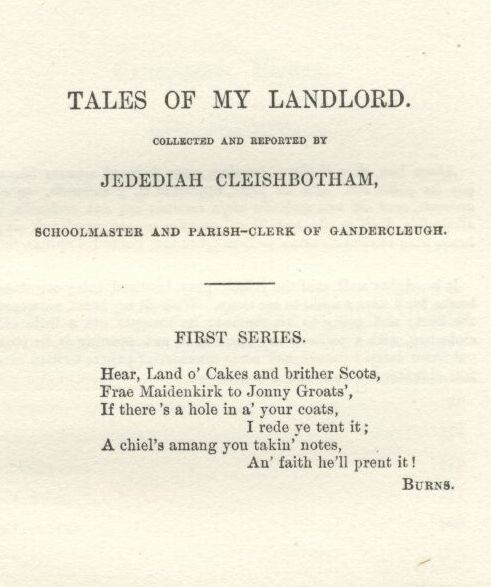 TALES OF MY LANDLORD.
COLLECTED AND REPORTED BY
JEDEDIAH CLEISHBOTHAM,
SCHOOLMASTER AND PARISH-CLERK OF GANDERCLEUGH.
FIRST SERIES.
Hear, Land o' Cakes and brither Scots,
Frae Maidenkirk to Jonny Groats',
If there's a hole in a' your coats,
I rede ye tent it;
A chiel's amang you takin' notes,
An' faith he'll prent it!
BURNS.